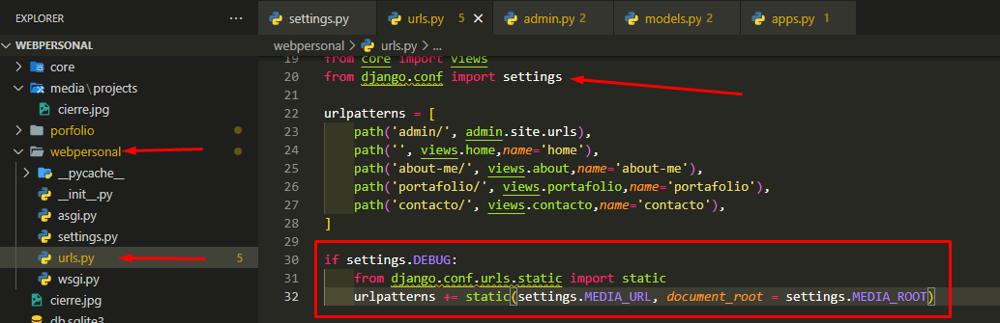 EXPLORER ···
settings.py urls.py 5 × admin.py 2 models.py 2 apps.py 1
WEBPERSONAL
webpersonal > urls.py > ...
core
media\projects
cierre.jpg
porfolio
webpersonal
__pycache__
__init__.py
asgi.py
settings.py
urls.py 5
wsgi.py
cierre.jpg
db.sqlite3
19 from core import views
20 from django.conf import settings
21
22 urlpatterns = [
23 path('admin/', admin.site.urls),
24 path('', views.home,name='home'),
25 path('about-me/', views.about,name='about-me'),
26 path('portafolio/', views.portafolio,name='portafolio'),
27 path('contacto/', views.contacto,name='contacto'),
28 ]
29
30 if settings.DEBUG:
31 from django.conf.urls.static import static
32 urlpatterns += static(settings.MEDIA_URL, document_root = settings.MEDIA_ROOT)